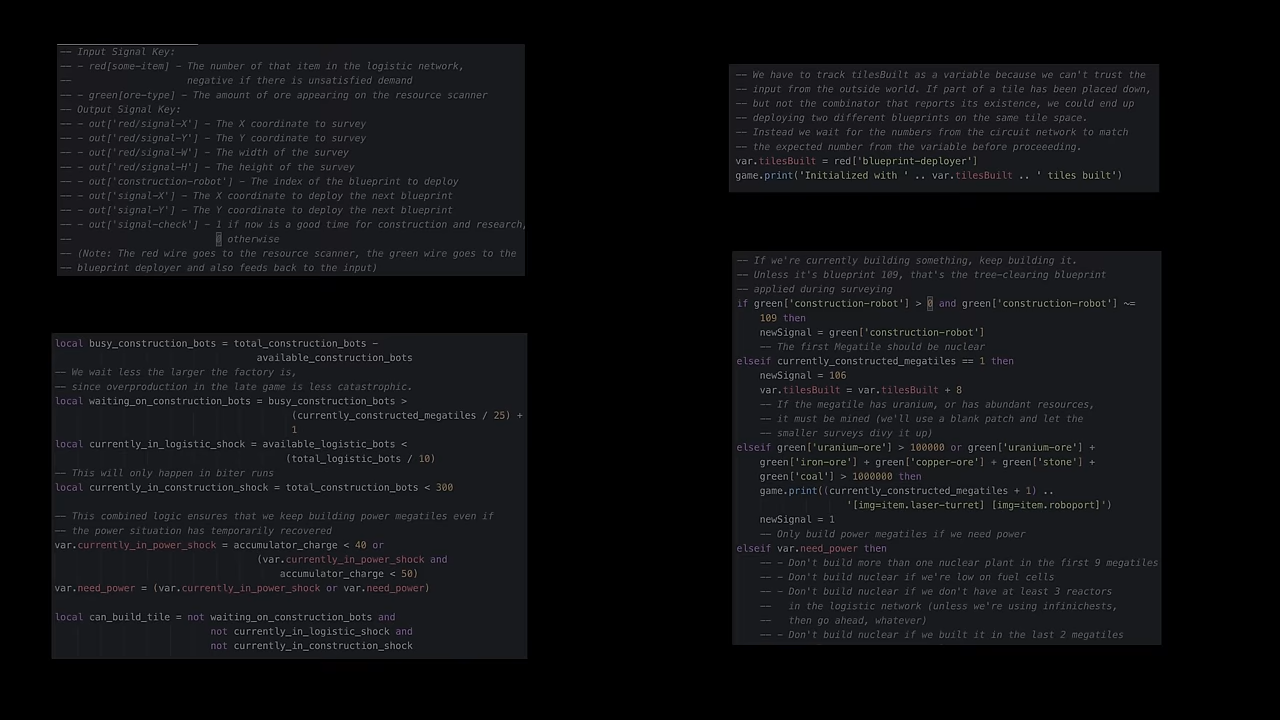 -- Input Signal Key:
-- - red[some-item] - The number of that item in the logistic network,
--                    negative if there is unsatisfied demand
-- - green[ore-type] - The amount of ore appearing on the resource scanner
-- Output Signal Key:
-- - out['red/signal-X'] - The X coordinate to survey
-- - out['red/signal-Y'] - The Y coordinate to survey
-- - out['red/signal-W'] - The width of the survey
-- - out['red/signal-H'] - The height of the survey
-- - out['construction-robot'] - The index of the blueprint to deploy
-- - out['signal-X'] - The X coordinate to deploy the next blueprint
-- - out['signal-Y'] - The Y coordinate to deploy the next blueprint
-- - out['signal-check'] - 1 if now is a good time for construction and research,
--                         0 otherwise
-- (Note: The red wire goes to the resource scanner, the green wire goes to the
-- blueprint deployer and also feeds back to the input)
local busy_construction_bots = total_construction_bots -
                                   available_construction_bots
-- We wait less the larger the factory is,
-- since overproduction in the late game is less catastrophic.
local waiting_on_construction_bots = busy_construction_bots >
                                         (currently_constructed_megatiles / 25) +
                                         1
local currently_in_logistic_shock = available_logistic_bots <
                                        (total_logistic_bots / 10)
-- This will only happen in biter runs
local currently_in_construction_shock = total_construction_bots < 300
-- This combined logic ensures that we keep building power megatiles even if
-- the power situation has temporarily recovered
var.currently_in_power_shock = accumulator_charge < 40 or
                                   (var.currently_in_power_shock and
                                       accumulator_charge < 50)
var.need_power = (var.currently_in_power_shock or var.need_power)
local can_build_tile = not waiting_on_construction_bots and
                           not currently_in_logistic_shock and
                           not currently_in_construction_shock
-- We have to track tilesBuilt as a variable because we can't trust the
-- input from the outside world. If part of a tile has been placed down,
-- but not the combinator that reports its existence, we could end up
-- deploying two different blueprints on the same tile space.
-- Instead we wait for the numbers from the circuit network to match
-- the expected number from the variable before proceeeding.
var.tilesBuilt = red['blueprint-deployer']
game.print('Initialized with ' .. var.tilesBuilt .. ' tiles built')
-- If we're currently building something, keep building it.
-- Unless it's blueprint 109, that's the tree-clearing blueprint
-- applied during surveying
if green['construction-robot'] > 0 and green['construction-robot'] ~=
    109 then
    newSignal = green['construction-robot']
    -- The first Megatile should be nuclear
elseif currently_constructed_megatiles == 1 then
    newSignal = 106
    var.tilesBuilt = var.tilesBuilt + 8
    -- If the megatile has uranium, or has abundant resources,
    -- it must be mined (we'll use a blank patch and let the
    -- smaller surveys divy it up)
elseif green['uranium-ore'] > 100000 or green['uranium-ore'] +
    green['iron-ore'] + green['copper-ore'] + green['stone'] +
    green['coal'] > 1000000 then
    game.print((currently_constructed_megatiles + 1) ..
                   '[img=item.laser-turret] [img=item.roboport]')
    newSignal = 1
    -- Only build power megatiles if we need power
elseif var.need_power then
    -- - Don't build more than one nuclear plant in the first 9 megatiles
    -- - Don't build nuclear if we're low on fuel cells
    -- - Don't build nuclear if we don't have at least 3 reactors
    --   in the logistic network (unless we're using infinichests,
    --   then go ahead, whatever)
    -- - Don't build nuclear if we built it in the last 2 megatiles